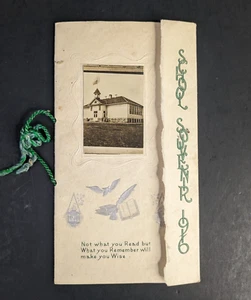 SCHOOL SOUVENIR 1916
Not what you Read but
What you Remember will
make you Wise